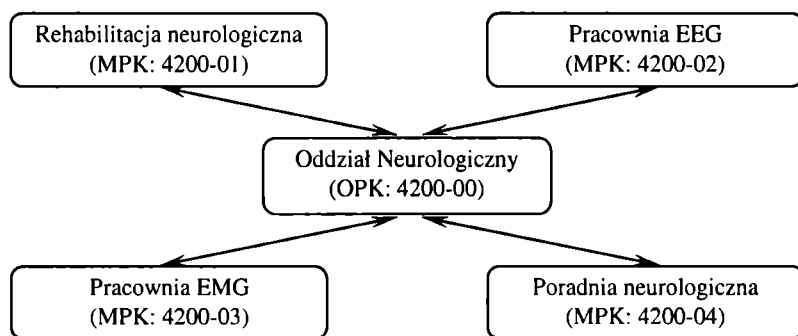 Rehabilitacja neurologiczna
(MPK: 4200-01)
Pracownia EEG
(MPK: 4200-02)
Oddział Neurologiczny
(OPK: 4200-00)
Pracownia EMG
(MPK: 4200-03)
Poradnia neurologiczna
(MPK: 4200-04)